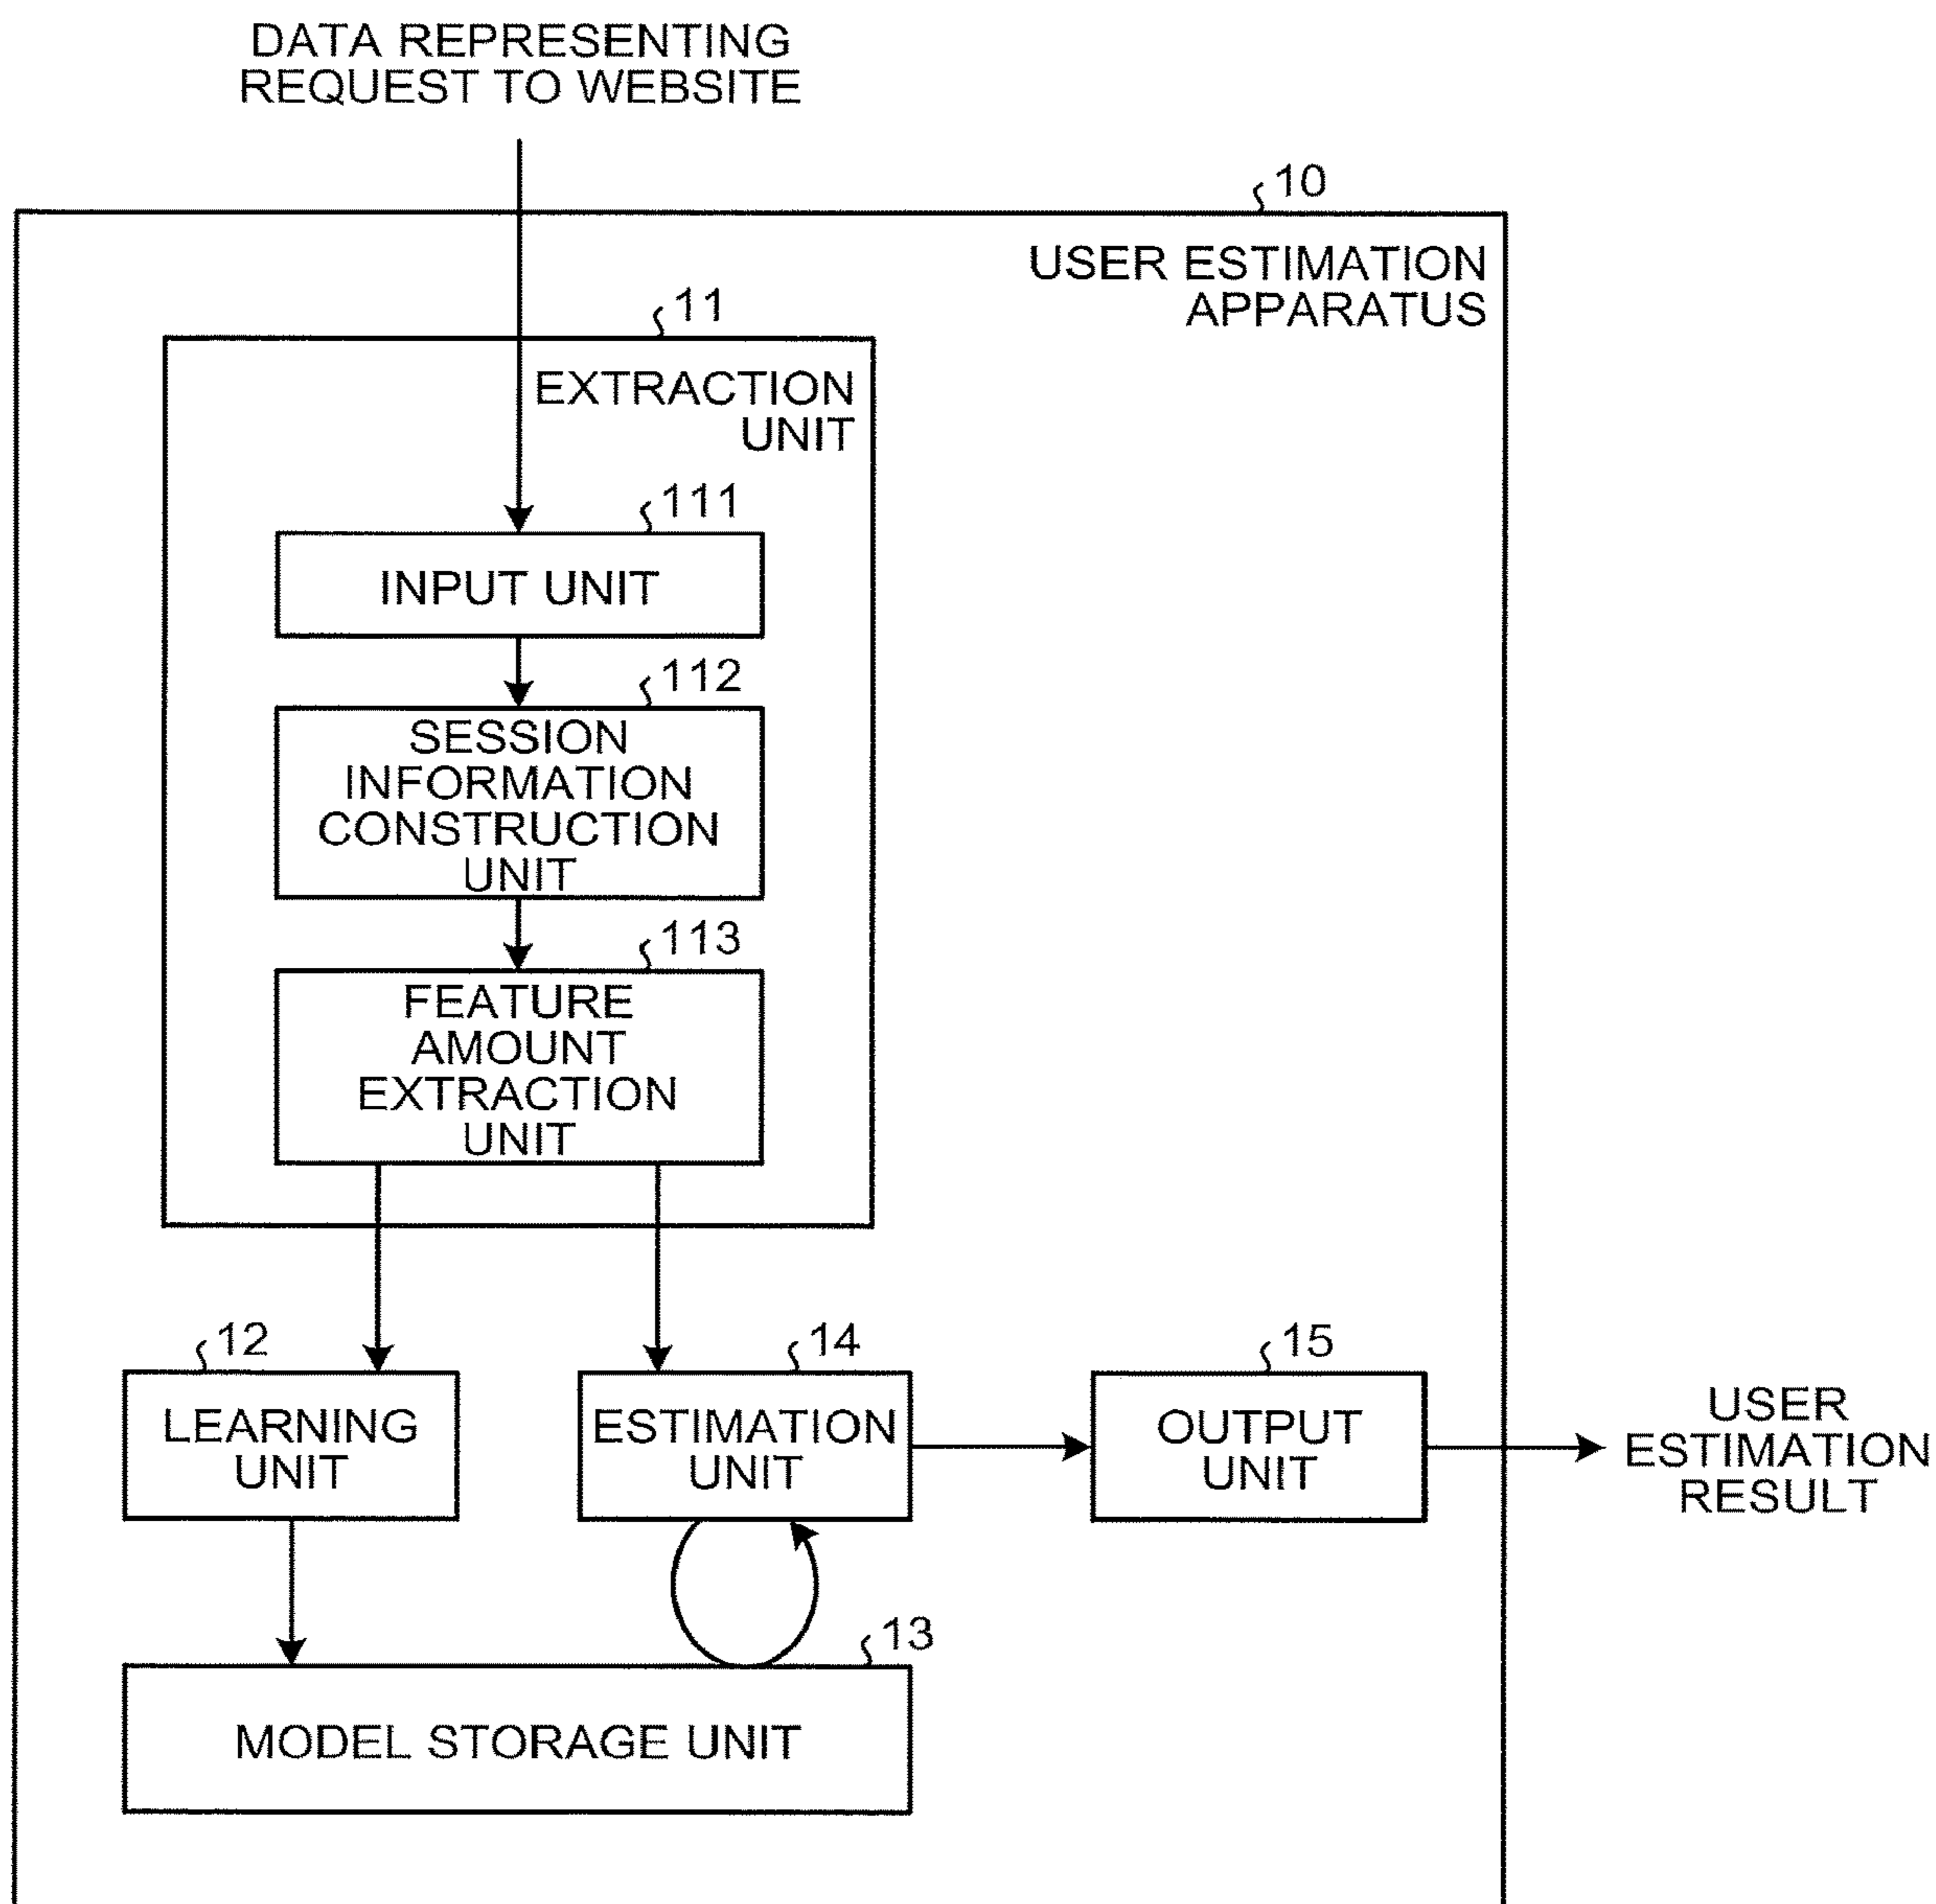 DATA REPRESENTING
REQUEST TO WEBSITE
10
USER ESTIMATION
APPARATUS
11
EXTRACTION
UNIT
111
INPUT UNIT
112
SESSION
INFORMATION
CONSTRUCTION
UNIT
113
FEATURE
AMOUNT
EXTRACTION
UNIT
12
LEARNING
UNIT
14
ESTIMATION
UNIT
15
OUTPUT
UNIT
USER
ESTIMATION
RESULT
13
MODEL STORAGE UNIT